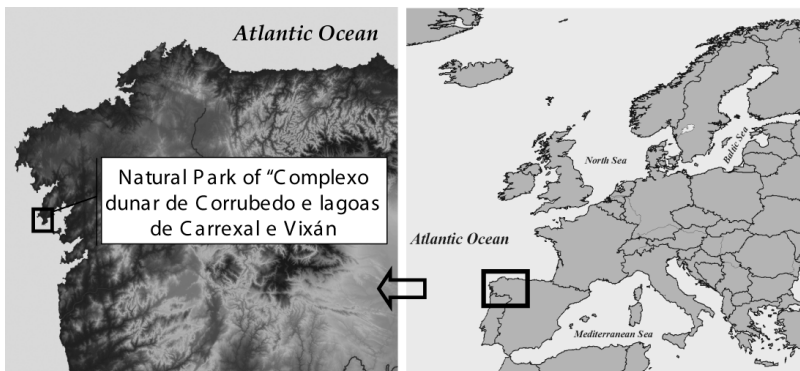 Atlantic Ocean
Natural Park of “Complexo
dunar de Corrubedo e lagoas
de Carrexal e Vixán
North Sea
Baltic Sea
Atlantic Ocean
Mediterranean Sea